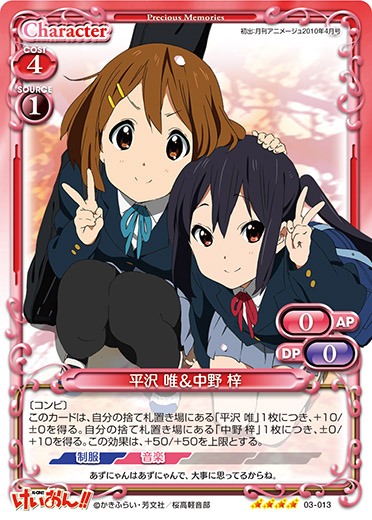 Precious Memories
Character
初出:月刊アニメージュ2010年4月号
COST
4
SOURCE
1
0 AP
DP 0
平沢 唯&中野 梓
[コンビ]
このカードは、自分の捨て札置き場にある「平沢 唯」1枚につき、+10/
±0を得る。自分の捨て札置き場にある「中野 梓」1枚につき、±0/
+10を得る。この効果は、+50/+50を上限とする。
制服 音楽
あずにゃんはあずにゃんで、大事に思ってるからね。
けいおん!!
©かきふらい・芳文社/桜高軽音部
03-013